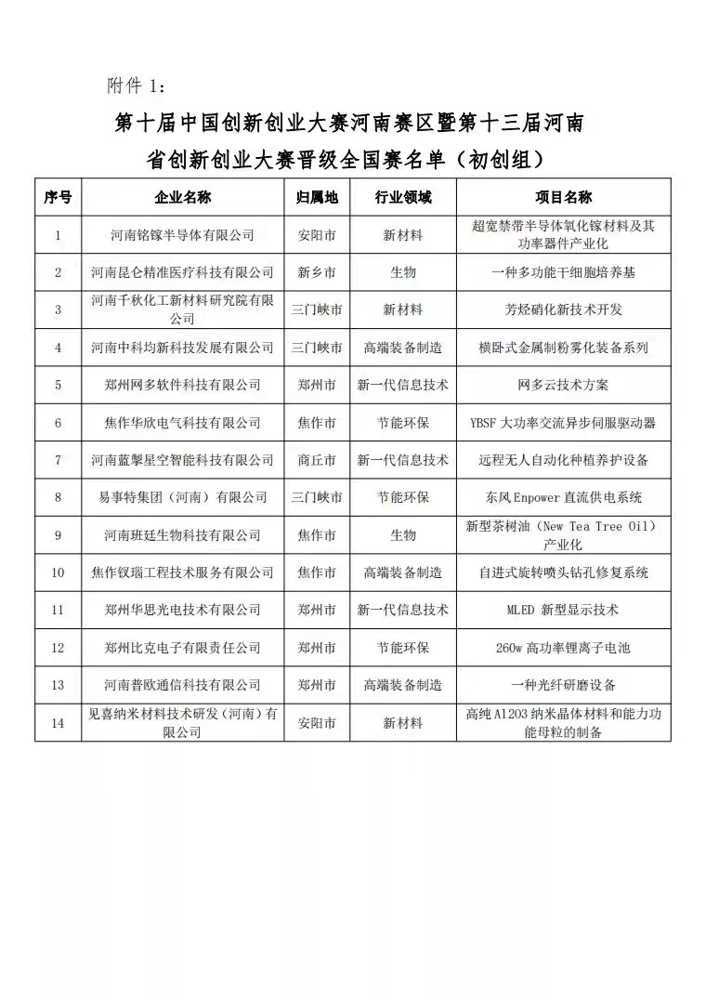 附件 1：
第十届中国创新创业大赛河南赛区暨第十三届河南
省创新创业大赛晋级全国赛名单（初创组）
序号 企业名称 归属地 行业领域 项目名称
1 河南铭镓半导体有限公司 安阳市 新材料 超宽禁带半导体氧化镓材料及其
功率器件产业化
2 河南昆仑精准医疗科技有限公司 新乡市 生物 一种多功能干细胞培养基
3 河南千秋化工新材料研究院有限
公司 三门峡市 新材料 芳烃硝化新技术开发
4 河南中科均新科技发展有限公司 三门峡市 高端装备制造 横卧式金属制粉雾化装备系列
5 郑州网多软件科技有限公司 郑州市 新一代信息技术 网多云技术方案
6 焦作华欣电气科技有限公司 焦作市 节能环保 YBSF 大功率交流异步伺服驱动器
7 河南蓝揫星空智能科技有限公司 商丘市 新一代信息技术 远程无人自动化种植养护设备
8 易事特集团（河南）有限公司 三门峡市 节能环保 东风 Enpower 直流供电系统
9 河南班廷生物科技有限公司 焦作市 生物 新型茶树油（New Tea Tree Oil）
产业化
10 焦作钗瑙工程技术服务有限公司 焦作市 高端装备制造 自进式旋转喷头钻孔修复系统
11 郑州华思光电技术有限公司 郑州市 新一代信息技术 MLED 新型显示技术
12 郑州比克电子有限责任公司 郑州市 节能环保 260w 高功率锂离子电池
13 河南普欧通信科技有限公司 郑州市 高端装备制造 一种光纤研磨设备
14 见喜纳米材料技术研发（河南）有
限公司 安阳市 新材料 高纯 Al2O3 纳米晶体材料和能力功
能母粒的制备